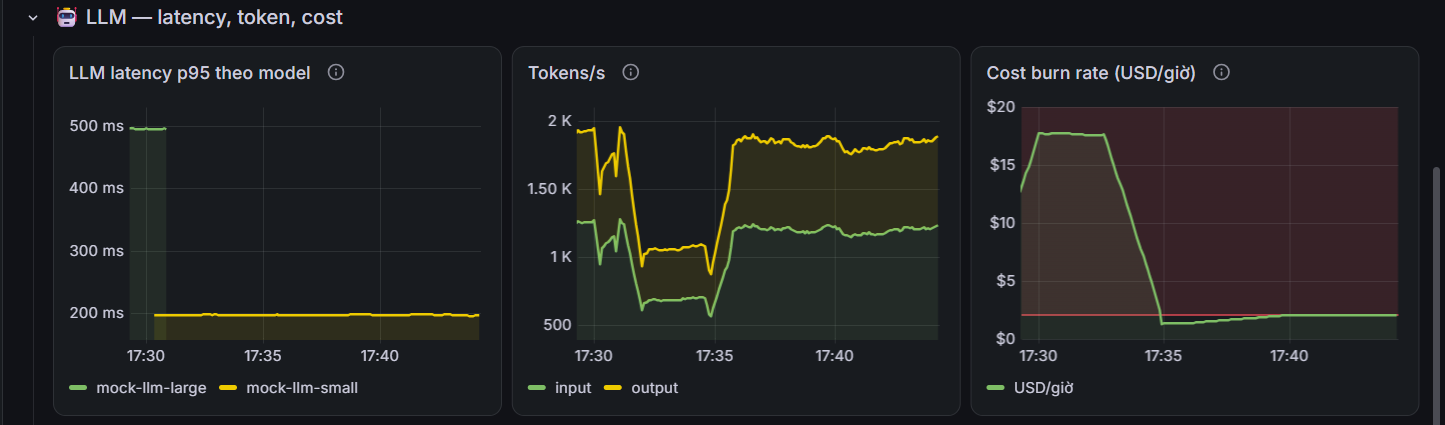 LLM — latency, token, cost
LLM latency p95 theo model
500 ms
400 ms
300 ms
200 ms
17:30 17:35 17:40
mock-llm-large mock-llm-small
Tokens/s
2 K
1.50 K
1 K
500
17:30 17:35 17:40
input output
Cost burn rate (USD/giờ)
$20
$15
$10
$5
$0
17:30 17:35 17:40
USD/giờ